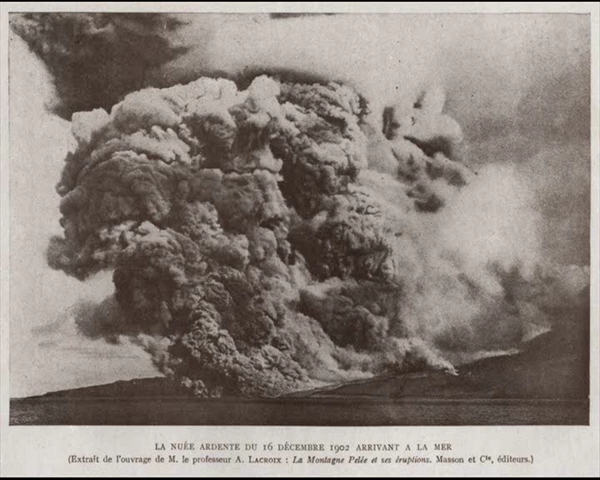 LA NUÉE ARDENTE DU 16 DÉCEMBRE 1902 ARRIVANT A LA MER
(Extrait de l'ouvrage de M. le professeur A. LACROIX : La Montagne Pelée et ses éruptions. Masson et Cie, éditeurs.)